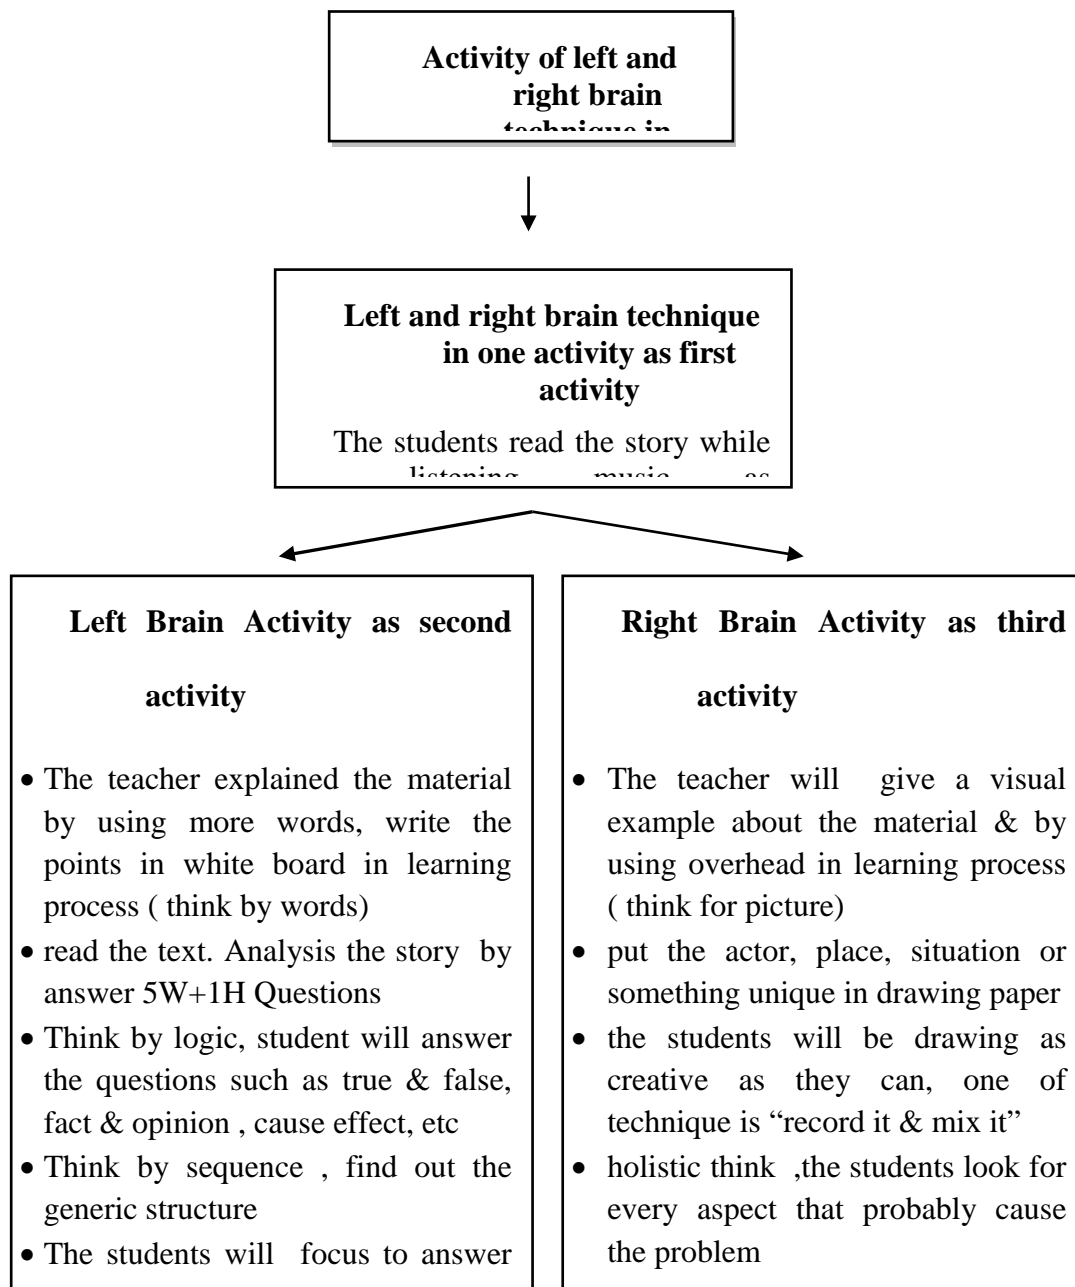 Activity of left and
right brain
technique in
Left and right brain technique
in one activity as first
activity
The students read the story while
listening music as
Left Brain Activity as second
activity
• The teacher explained the material
by using more words, write the
points in white board in learning
process ( think by words)
• read the text. Analysis the story by
answer 5W+1H Questions
• Think by logic, student will answer
the questions such as true & false,
fact & opinion , cause effect, etc
• Think by sequence , find out the
generic structure
• The students will focus to answer
Right Brain Activity as third
activity
• The teacher will give a visual
example about the material & by
using overhead in learning process
( think for picture)
• put the actor, place, situation or
something unique in drawing paper
• the students will be drawing as
creative as they can, one of
technique is “record it & mix it”
• holistic think ,the students look for
every aspect that probably cause
the problem